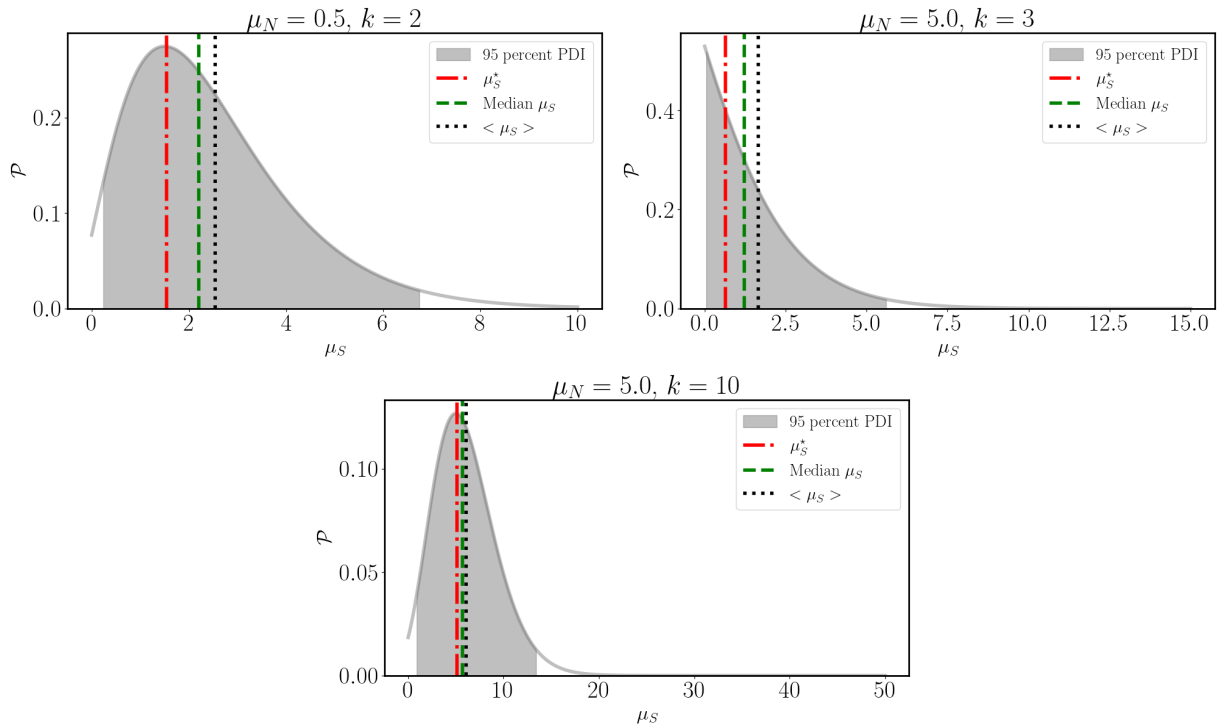 μ_N = 0.5, k = 2
95 percent PDI
μ_S^⋆
Median μ_S
< μ_S >
𝒫
0.2
0.1
0.0
0 2 4 6 8 10
μ_S
μ_N = 5.0, k = 3
95 percent PDI
μ_S^⋆
Median μ_S
< μ_S >
𝒫
0.4
0.2
0.0
0.0 2.5 5.0 7.5 10.0 12.5 15.0
μ_S
μ_N = 5.0, k = 10
95 percent PDI
μ_S^⋆
Median μ_S
< μ_S >
𝒫
0.10
0.05
0.00
0 10 20 30 40 50
μ_S